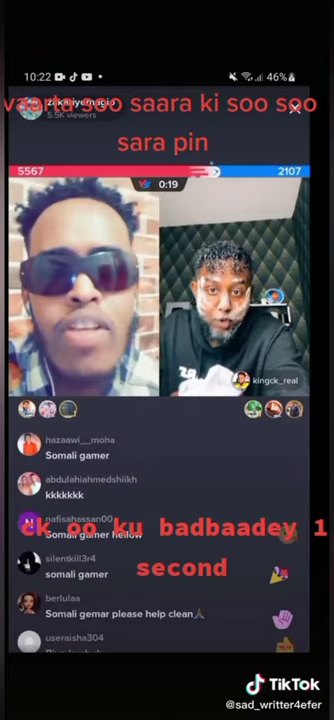 10:22
46%
vaarta soo saara ki soo soo
5.5K viewers
sara pin
5567
2107
VS 0:19
kingck_real
hazaawi__moha
Somali gamer
abdulahiahmedshiikh
kkkkkkk
nafisahassan00
Somali gamer hellow
ck oo ku badbaadey 1
second
silentkill3r4
somali gamer
berlulaa
Somali gemar please help clean🙏
useraisha304
TikTok
@sad_writter4efer